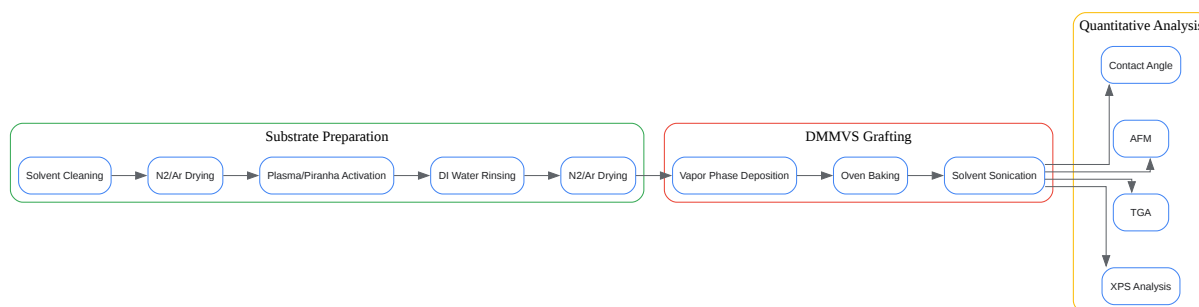 Quantitative Analysis
Contact Angle
Substrate Preparation
DMMVS Grafting
AFM
Solvent Cleaning
N2/Ar Drying
Plasma/Piranha Activation
DI Water Rinsing
N2/Ar Drying
Vapor Phase Deposition
Oven Baking
Solvent Sonication
TGA
XPS Analysis